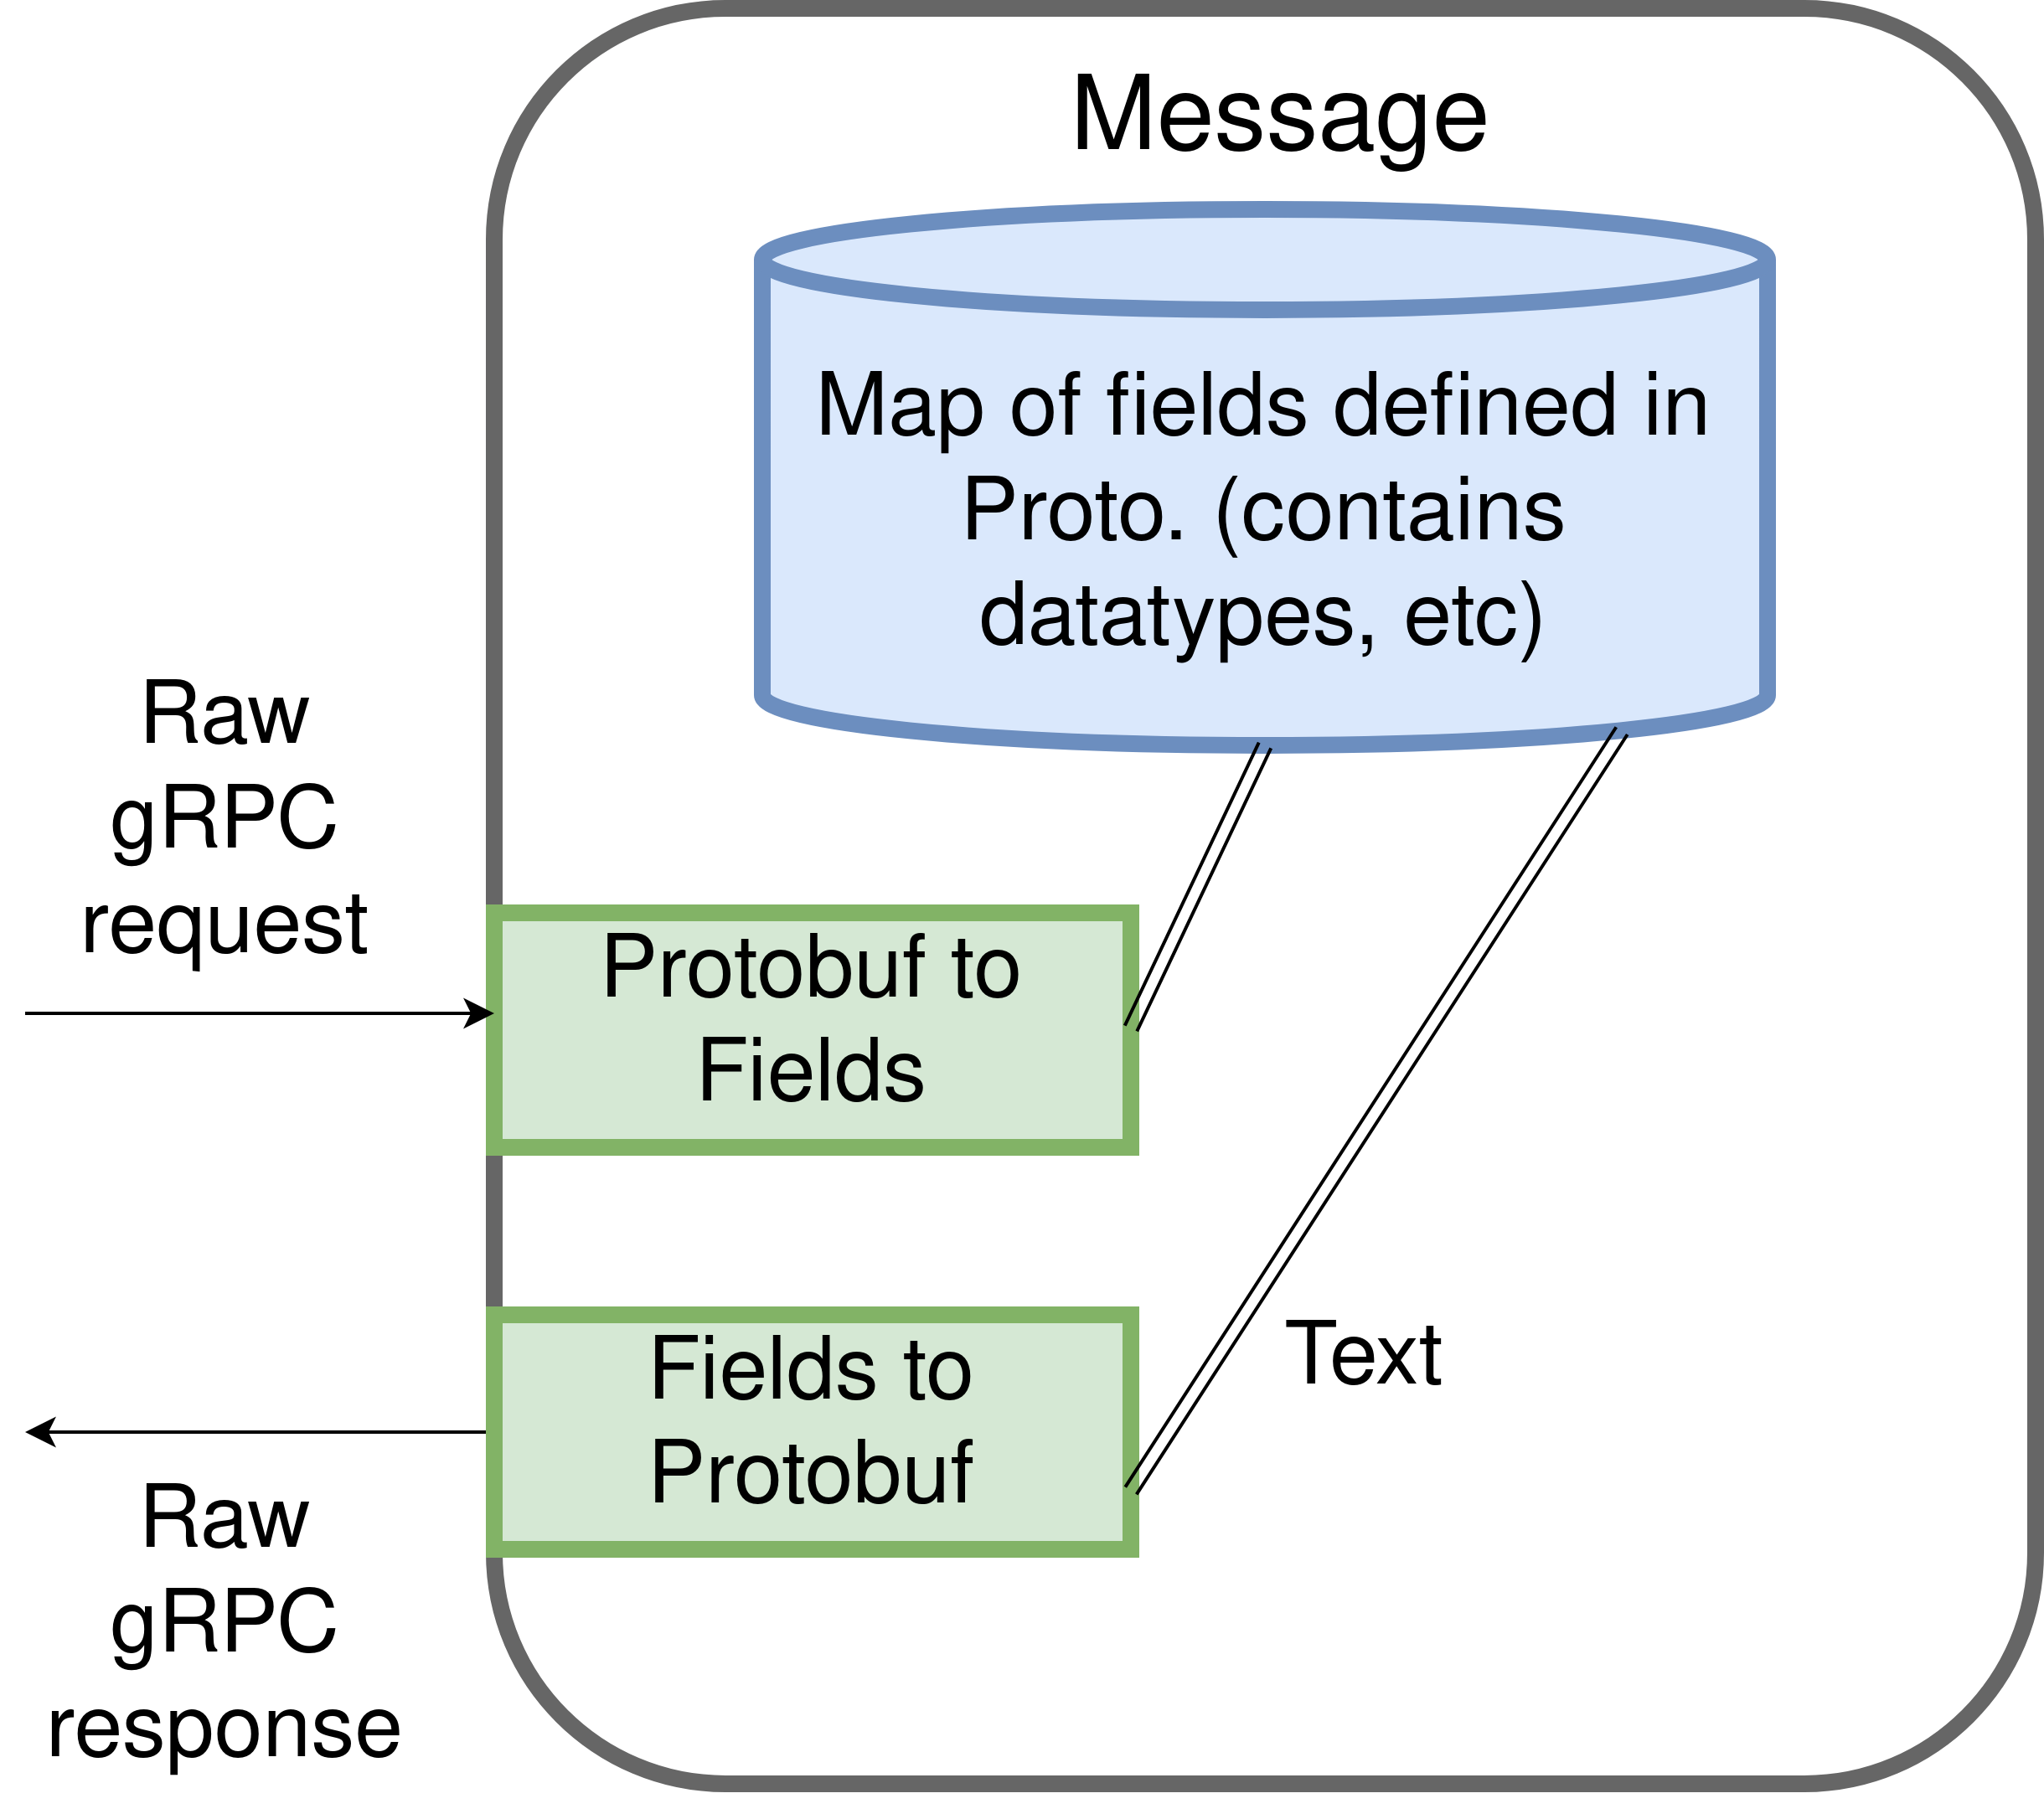 Message
Map of fields defined in
Proto. (contains
datatypes, etc)
Raw
gRPC
request
Protobuf to
Fields
Fields to
Protobuf
Text
Raw
gRPC
response